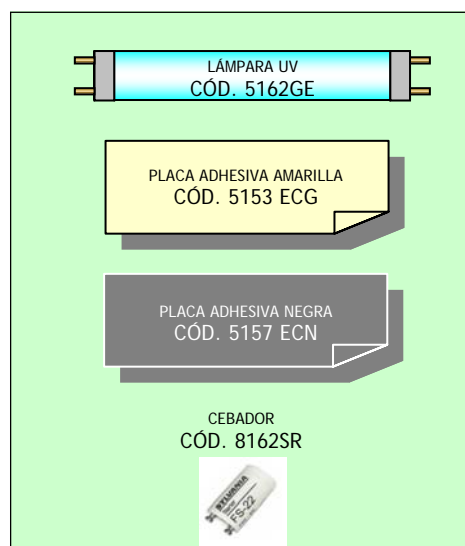 LÁMPARA UV
CÓD. 5162GE
PLACA ADHESIVA AMARILLA
CÓD. 5153 ECG
PLACA ADHESIVA NEGRA
CÓD. 5157 ECN
CEBADOR
CÓD. 8162SR
SYLVANIA
FS-22